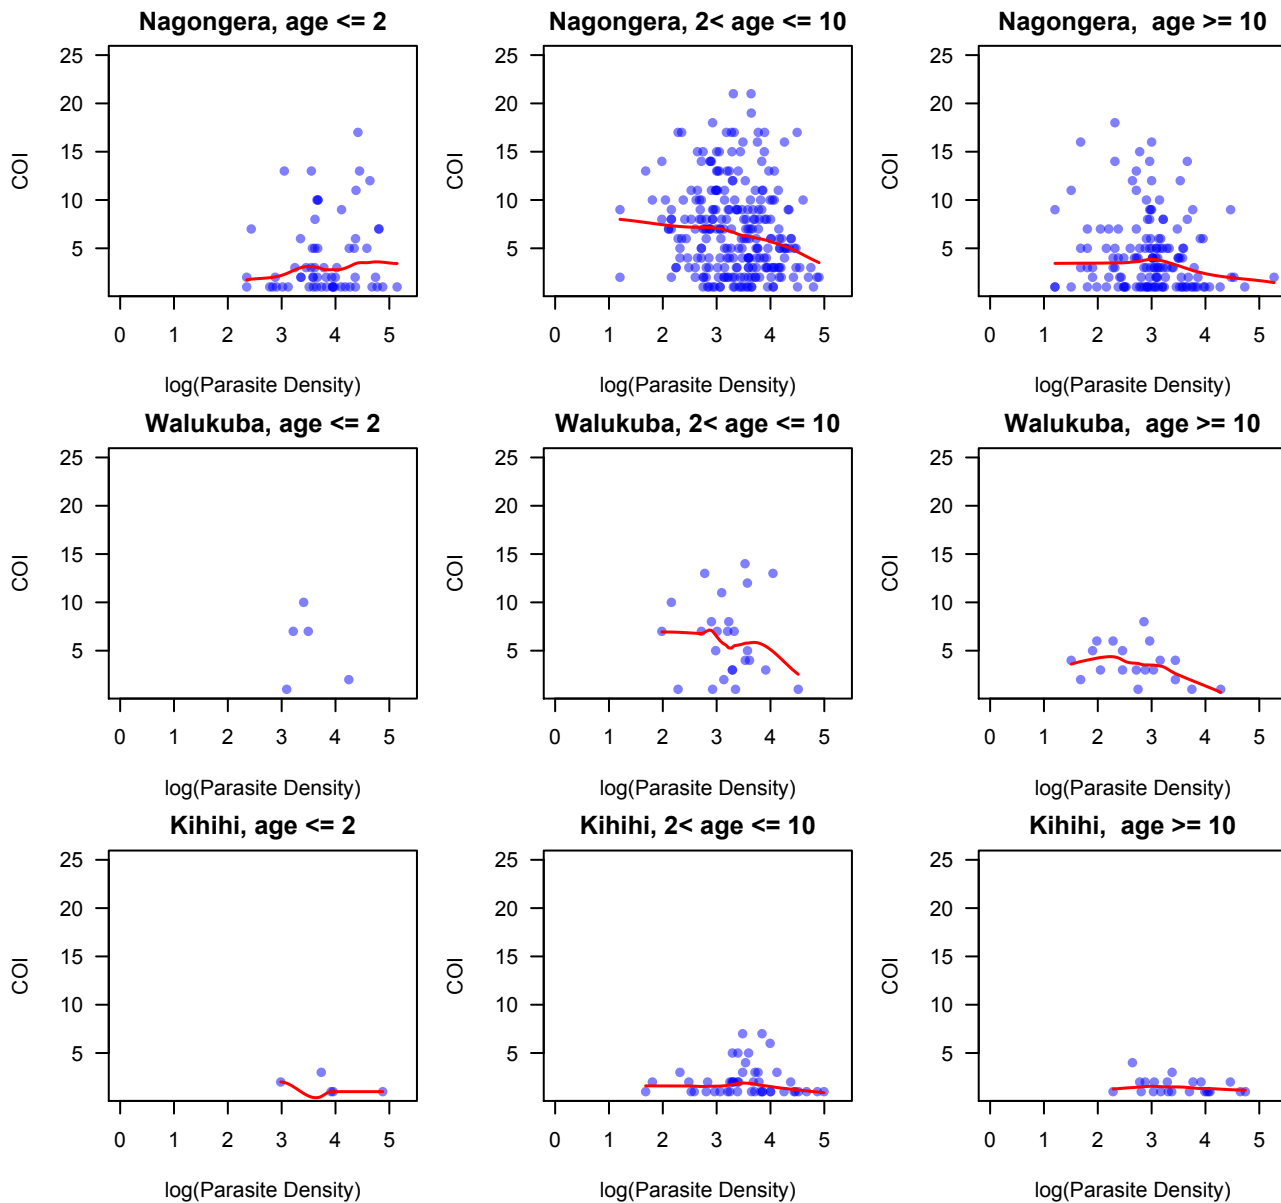 Nagongera, age <= 2
Nagongera, 2< age <= 10
Nagongera,  age >= 10
25
20
15
10
5
COI
0 1 2 3 4 5
log(Parasite Density)
25
20
15
10
5
COI
0 1 2 3 4 5
log(Parasite Density)
25
20
15
10
5
COI
0 1 2 3 4 5
log(Parasite Density)
Walukuba, age <= 2
Walukuba, 2< age <= 10
Walukuba,  age >= 10
25
20
15
10
5
COI
0 1 2 3 4 5
log(Parasite Density)
25
20
15
10
5
COI
0 1 2 3 4 5
log(Parasite Density)
25
20
15
10
5
COI
0 1 2 3 4 5
log(Parasite Density)
Kihihi, age <= 2
Kihihi, 2< age <= 10
Kihihi,  age >= 10
25
20
15
10
5
COI
0 1 2 3 4 5
log(Parasite Density)
25
20
15
10
5
COI
0 1 2 3 4 5
log(Parasite Density)
25
20
15
10
5
COI
0 1 2 3 4 5
log(Parasite Density)